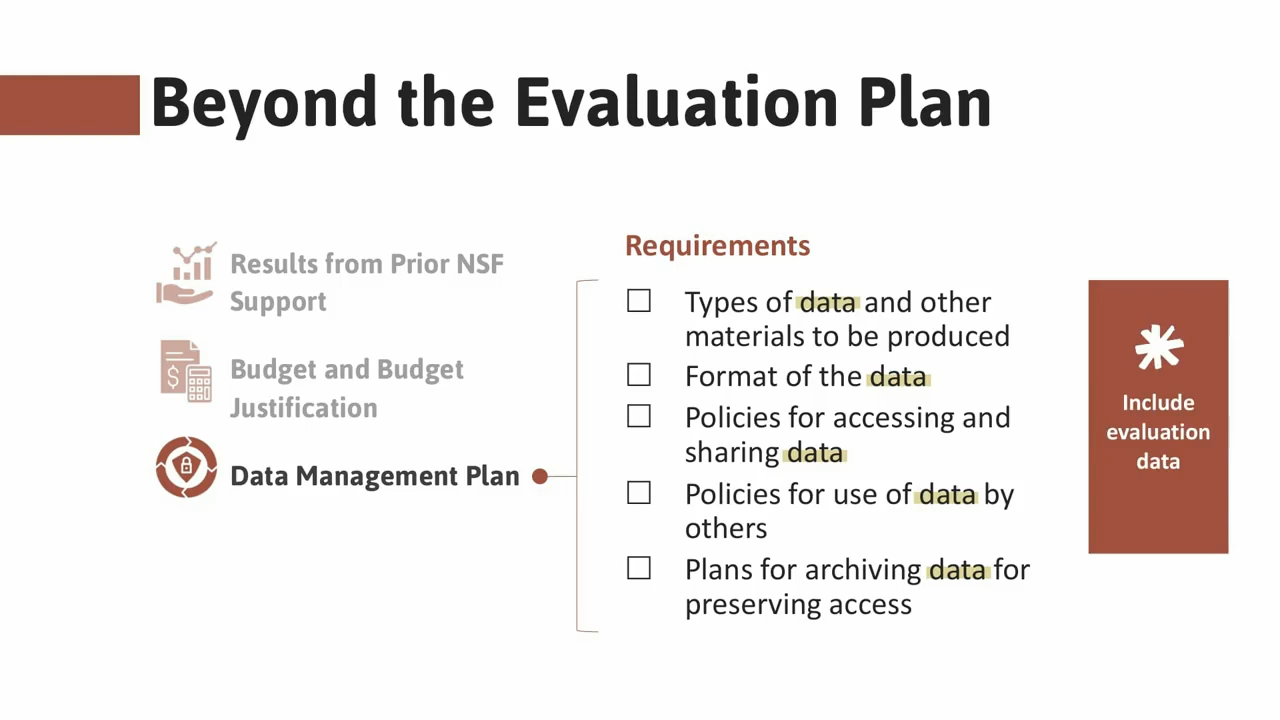 Beyond the Evaluation Plan
Results from Prior NSF
Support
Budget and Budget
Justification
Data Management Plan
Requirements
☐ Types of data and other
materials to be produced
☐ Format of the data
☐ Policies for accessing and
sharing data
☐ Policies for use of data by
others
☐ Plans for archiving data for
preserving access
Include
evaluation
data